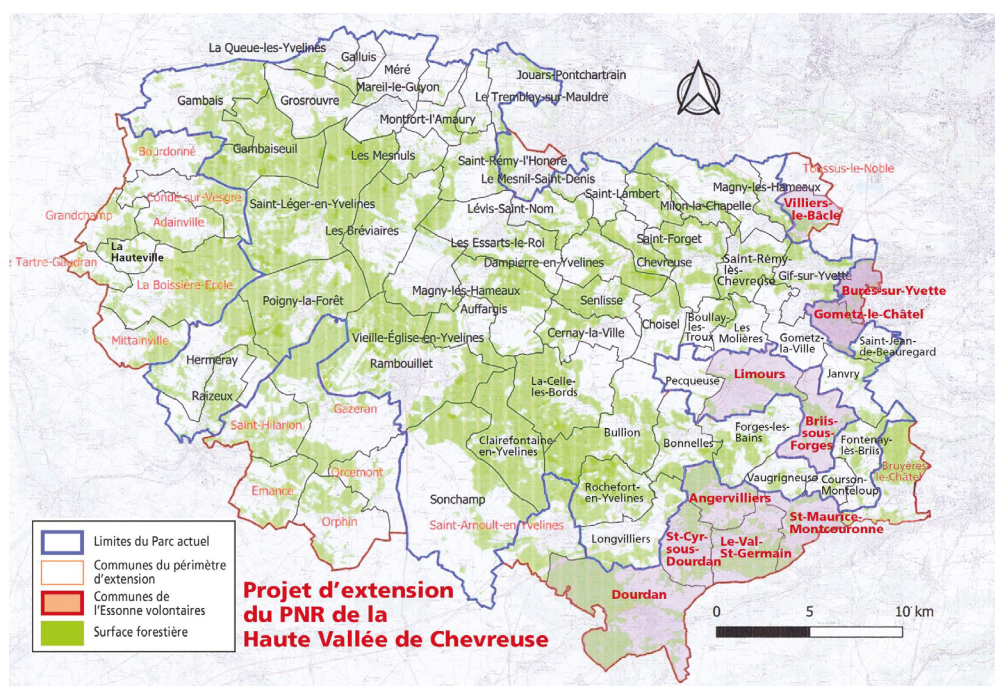 La Queue-les-Yvelines
Galluis
Méré
Mareil-le-Guyon
Jouars-Pontchartrain
Le Tremblay-sur-Mauldre
Gambais
Grosrouvre
Montfort-l'Amaury
Bourdonné
Gambaiseuil
Les Mesnuls
Saint-Rémy-l'Honoré
Toussus-le-Noble
Le Mesnil-Saint-Denis
Magny-les-Hameaux
Condé-sur-Vesgre
Saint-Léger-en-Yvelines
Saint-Lambert
Milon-la-Chapelle
Villiers-
le-Bâcle
Lévis-Saint-Nom
Grandchamp
Adainville
Les Bréviaires
Les Essarts-le-Roi
Saint-Forget
La
Hauteville
e Tartre-Gaudran
Dampierre-en-Yvelines
Chevreuse
Saint-Rémy-
lès-
Chevreuse
Gif-sur-Yvette
La Boissière-Ecole
Magny-les-Hameaux
Bures-sur-Yvette
Poigny-la-Forêt
Auffargis
Senlisse
Gometz-le-Châtel
Mittainville
Vieille-Église-en-Yvelines
Cernay-la-Ville
Choisel
Boullay-
les-
Troux
Les
Molières
Gometz-
la-Ville
Saint-Jean-
de-Beauregard
Hermeray
Rambouillet
Raizeux
La-Celle-
les-Bords
Pecqueuse
Limours
Janvry
Gazeran
Saint-Hilarion
Bullion
Forges-les-
Bains
Briis-
sous-
Forges
Clairefontaine-
en-Yvelines
Bonnelles
Fontenay-
lès-Briis
Orcemont
Emancé
Bruyères-
le-Châtel
Vaugrigneuse
Courson-
Monteloup
Rochefort-
en-Yvelines
Sonchamp
Angervilliers
Orphin
Saint-Arnoult-en-Yvelines
St-Maurice-
Montcouronne
Longvilliers
St-Cyr-
sous-
Dourdan
Le-Val-
St-Germain
Dourdan
Limites du Parc actuel
Communes du périmètre
d'extension
Communes de
l'Essonne volontaires
Surface forestière
Projet d'extension
du PNR de la
Haute Vallée de Chevreuse
0 5 10 km